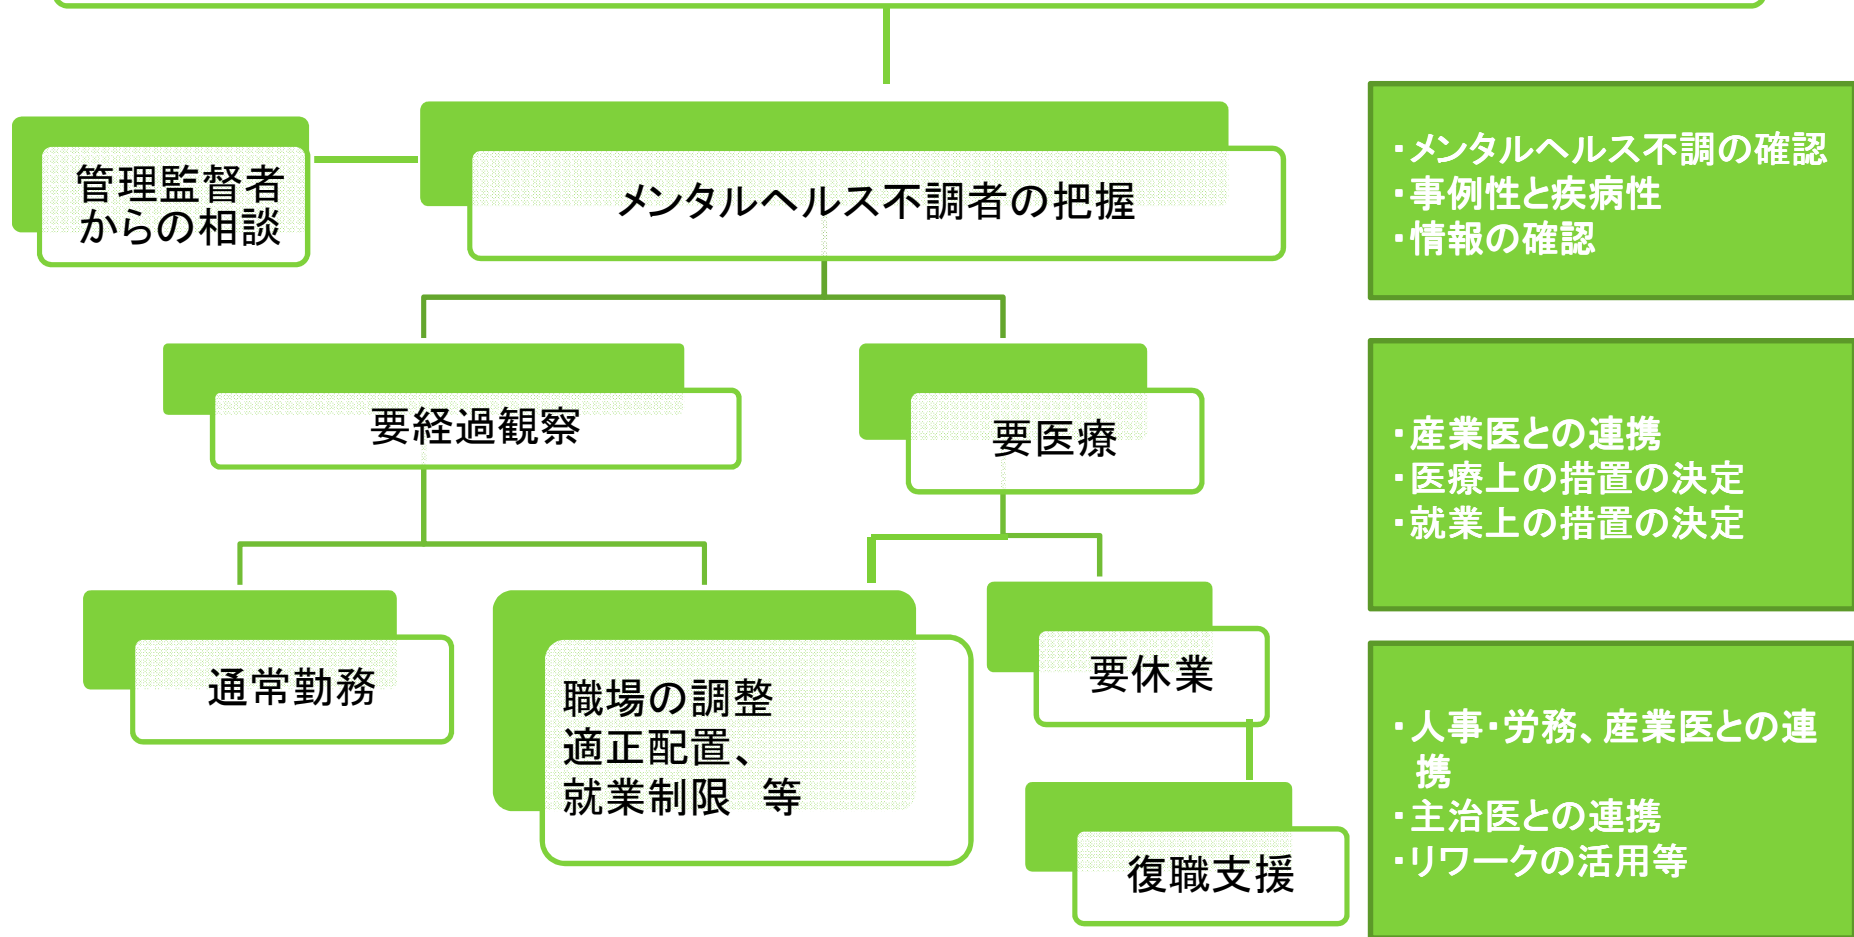 管理監督者
からの相談
メンタルヘルス不調者の把握
・メンタルヘルス不調の確認
・事例性と疾病性
・情報の確認
要経過観察
要医療
・産業医との連携
・医療上の措置の決定
・就業上の措置の決定
通常勤務
職場の調整
適正配置、
就業制限　等
要休業
復職支援
・人事・労務、産業医との連
携
・主治医との連携
・リワークの活用等